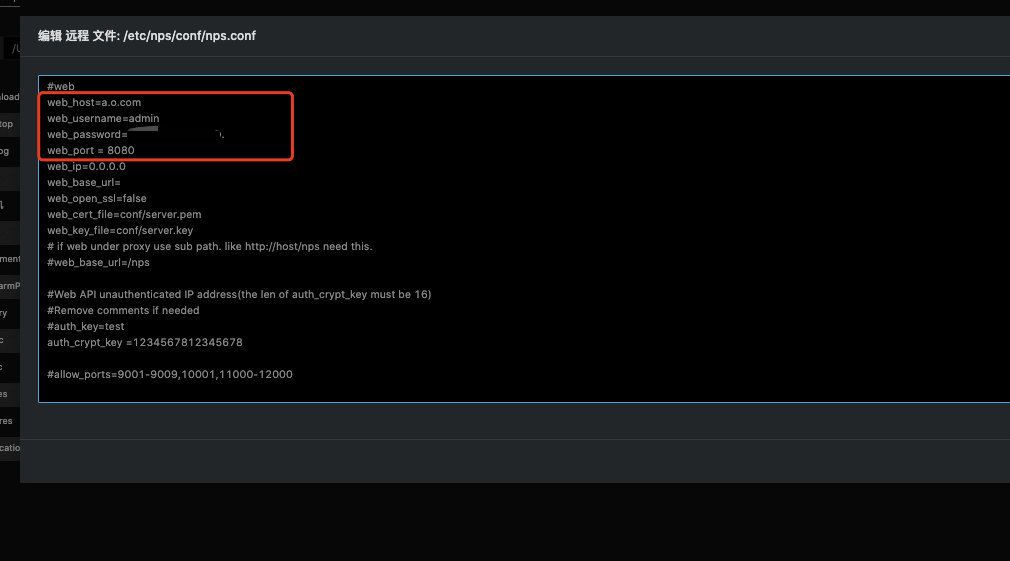 编辑 远程 文件: /etc/nps/conf/nps.conf
#web
web_host=a.o.com
web_username=admin
web_password=
web_port = 8080
web_ip=0.0.0.0
web_base_url=
web_open_ssl=false
web_cert_file=conf/server.pem
web_key_file=conf/server.key
# if web under proxy use sub path. like http://host/nps need this.
#web_base_url=/nps
#Web API unauthenticated IP address(the len of auth_crypt_key must be 16)
#Remove comments if needed
#auth_key=test
auth_crypt_key =1234567812345678
#allow_ports=9001-9009,10001,11000-12000